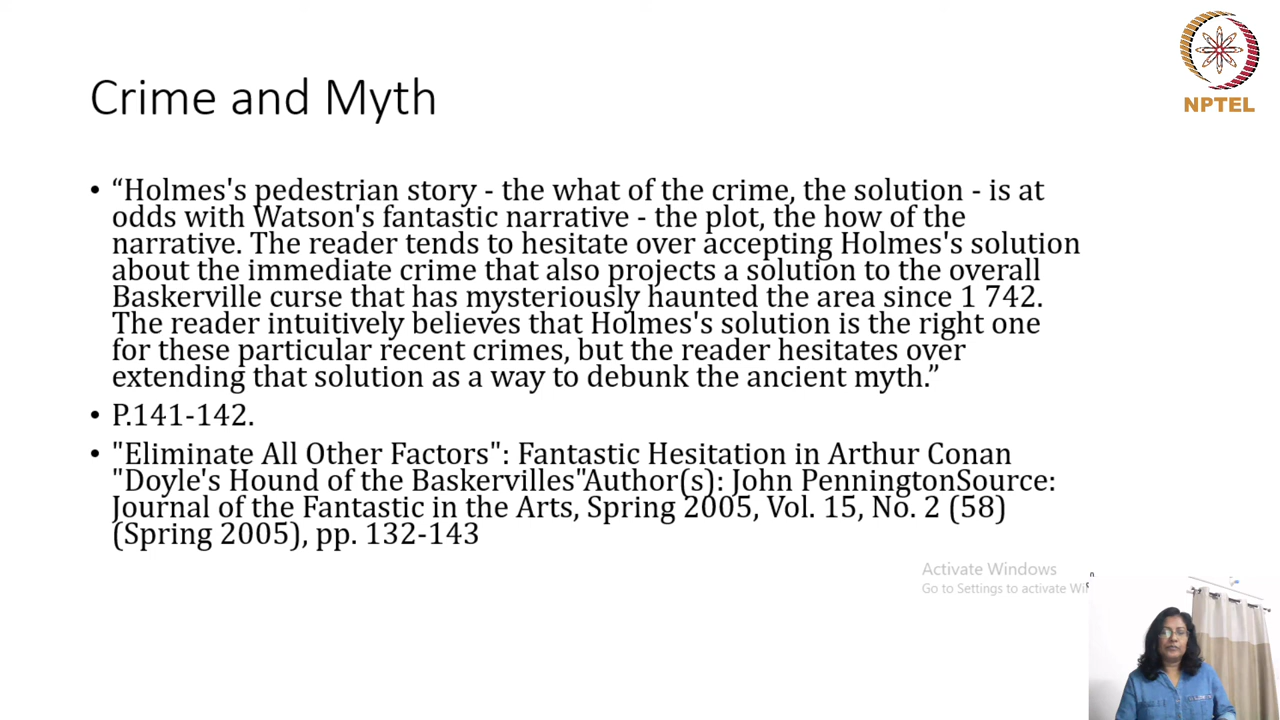 Crime and Myth
NPTEL
• “Holmes's pedestrian story - the what of the crime, the solution - is at
odds with Watson's fantastic narrative - the plot, the how of the
narrative. The reader tends to hesitate over accepting Holmes's solution
about the immediate crime that also projects a solution to the overall
Baskerville curse that has mysteriously haunted the area since 1 742.
The reader intuitively believes that Holmes's solution is the right one
for these particular recent crimes, but the reader hesitates over
extending that solution as a way to debunk the ancient myth.”
• P.141-142.
• "Eliminate All Other Factors": Fantastic Hesitation in Arthur Conan
"Doyle's Hound of the Baskervilles"Author(s): John PenningtonSource:
Journal of the Fantastic in the Arts, Spring 2005, Vol. 15, No. 2 (58)
(Spring 2005), pp. 132-143
Activate Windows
Go to Settings to activate Wi